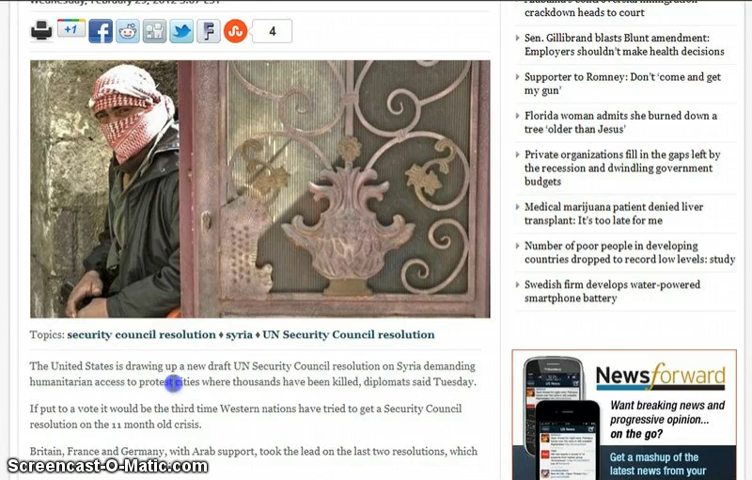 +1
4
crackdown heads to court
Sen. Gillibrand blasts Blunt amendment:
Employers shouldn't make health decisions
Supporter to Romney: Don't 'come and get
my gun'
Florida woman admits she burned down a
tree 'older than Jesus'
Private organizations fill in the gaps left by
the recession and dwindling government
budgets
Medical marijuana patient denied liver
transplant: It's too late for me
Number of poor people in developing
countries dropped to record low levels: study
Swedish firm develops water-powered
smartphone battery
Topics: security council resolution ♦ syria ♦ UN Security Council resolution
The United States is drawing up a new draft UN Security Council resolution on Syria demanding
humanitarian access to protest cities where thousands have been killed, diplomats said Tuesday.
If put to a vote it would be the third time Western nations have tried to get a Security Council
resolution on the 11 month old crisis.
Britain, France and Germany, with Arab support, took the lead on the last two resolutions, which
Newsforward
Want breaking news and
progressive opinion...
on the go?
Get a mashup of the
latest news from your
Screencast-O-Matic.com